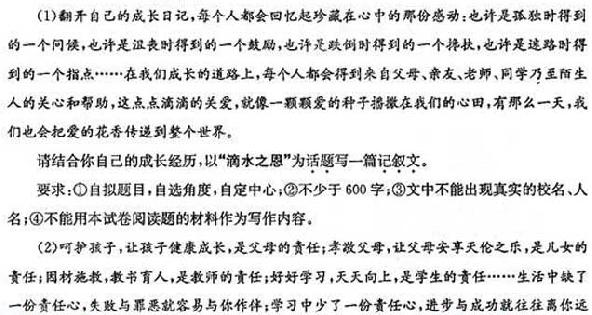 (1)翻开自己的成长日记,每个人都会回忆起珍藏在心中的那份感动:也许是孤独时得到
的一个问候,也许是沮丧时得到的一个鼓励,也许是跌倒时得到的一个搀扶,也许是迷路时得
到的一个指点……在我们成长的道路上,每个人都会得到来自父母、亲友、老师、同学乃至陌生
人的关心和帮助,这点点滴滴的关爱,就像一颗颗爱的种子播撒在我们的心田,有那么一天,我
们也会把爱的花香传递到整个世界。
请结合你自己的成长经历,以“滴水之恩”为话题写一篇记叙文。
要求:①自拟题目,自选角度,自定中心;②不少于 600 字;③文中不能出现真实的校名、人
名;④不能用本试卷阅读题的材料作为写作内容。
(2)呵护孩子,让孩子健康成长,是父母的责任;孝敬父母,让父母安享天伦之乐,是儿女的
责任;因材施教,教书育人,是教师的责任;好好学习,天天向上,是学生的责任……生活中缺了
一份责任心,失败与罪恶就容易与你作伴;学习中少了一份责任心,进步与成功就往往离你远